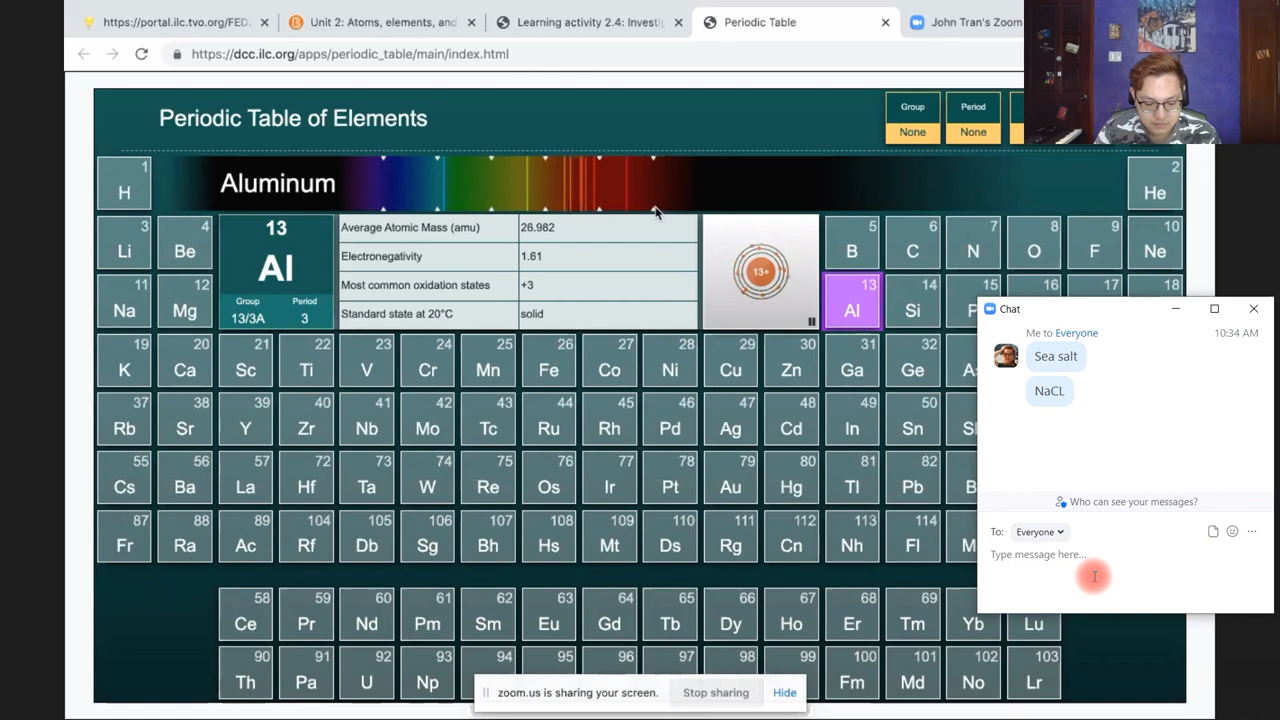 https://portal.ilc.tvo.org/FED
Unit 2: Atoms, elements, and
Learning activity 2.4: Investi
Periodic Table
John Tran's Zoom
https://dcc.ilc.org/apps/periodic_table/main/index.html
Periodic Table of Elements
Group
None
Period
None
1 H
Aluminum
2 He
3 Li
4 Be
13
Al
Group
13/3A
Period
3
Average Atomic Mass (amu) 26.982
Electronegativity 1.61
Most common oxidation states +3
Standard state at 20°C solid
13+
5 B
6 C
7 N
8 O
9 F
10 Ne
11 Na
12 Mg
13 Al
14 Si
15 P
16
17
18
19 K
20 Ca
21 Sc
22 Ti
23 V
24 Cr
25 Mn
26 Fe
27 Co
28 Ni
29 Cu
30 Zn
31 Ga
32 Ge
37 Rb
38 Sr
39 Y
40 Zr
41 Nb
42 Mo
43 Tc
44 Ru
45 Rh
46 Pd
47 Ag
48 Cd
49 In
50 Sn
55 Cs
56 Ba
57 La
72 Hf
73 Ta
74 W
75 Re
76 Os
77 Ir
78 Pt
79 Au
80 Hg
81 Tl
82 Pb
87 Fr
88 Ra
89 Ac
104 Rf
105 Db
106 Sg
107 Bh
108 Hs
109 Mt
110 Ds
111 Rg
112 Cn
113 Nh
114 Fl
58 Ce
59 Pr
60 Nd
61 Pm
62 Sm
63 Eu
64 Gd
65 Tb
66 Dy
67 Ho
68 Er
69 Tm
70 Yb
71 Lu
90 Th
91 Pa
92 U
93 Np
94
95
96
97
98
99
100 Fm
101 Md
102 No
103 Lr
Chat
Me to Everyone 10:34 AM
Sea salt
NaCL
Who can see your messages?
To: Everyone
Type message here...
zoom.us is sharing your screen.
Stop sharing
Hide